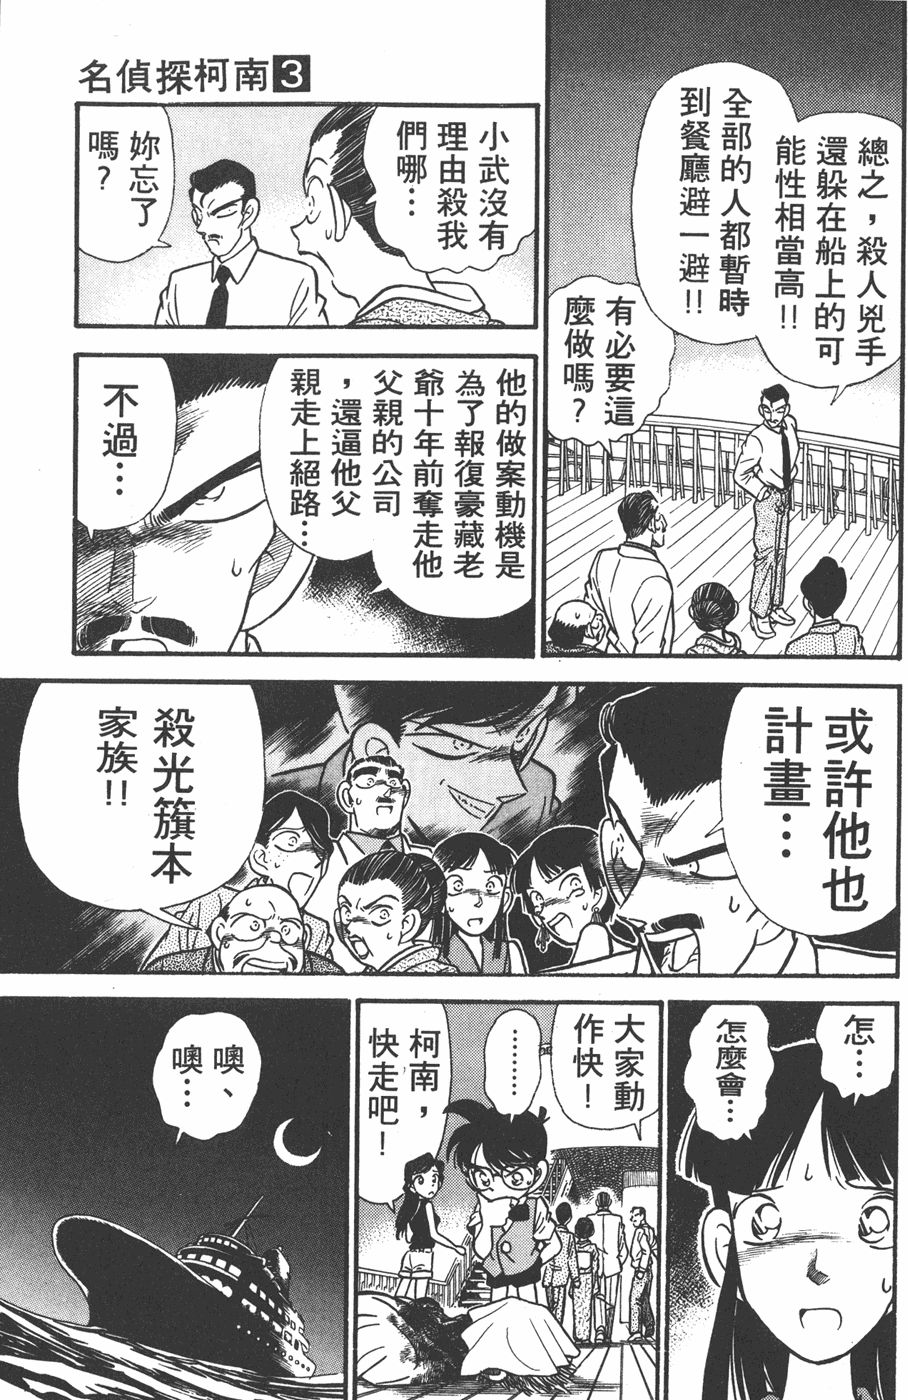 名偵探柯南3
總之，殺人兇手
還躲在船上的可
能性相當高!!
全部的人都暫時
到餐廳避一避!!
有必要這
麼做嗎？
小武沒有
理由殺我
們哪…
妳忘了
嗎？
他的做案動機是
為了報復豪藏老
爺十年前奪走他
父親的公司
，還逼他父
親走上絕路…
不過…
或許他也
計畫…
殺光籏本
家族!!
怎…
怎麼會…
大家動
作快！
………
柯南，
快走吧！
噢、
噢…